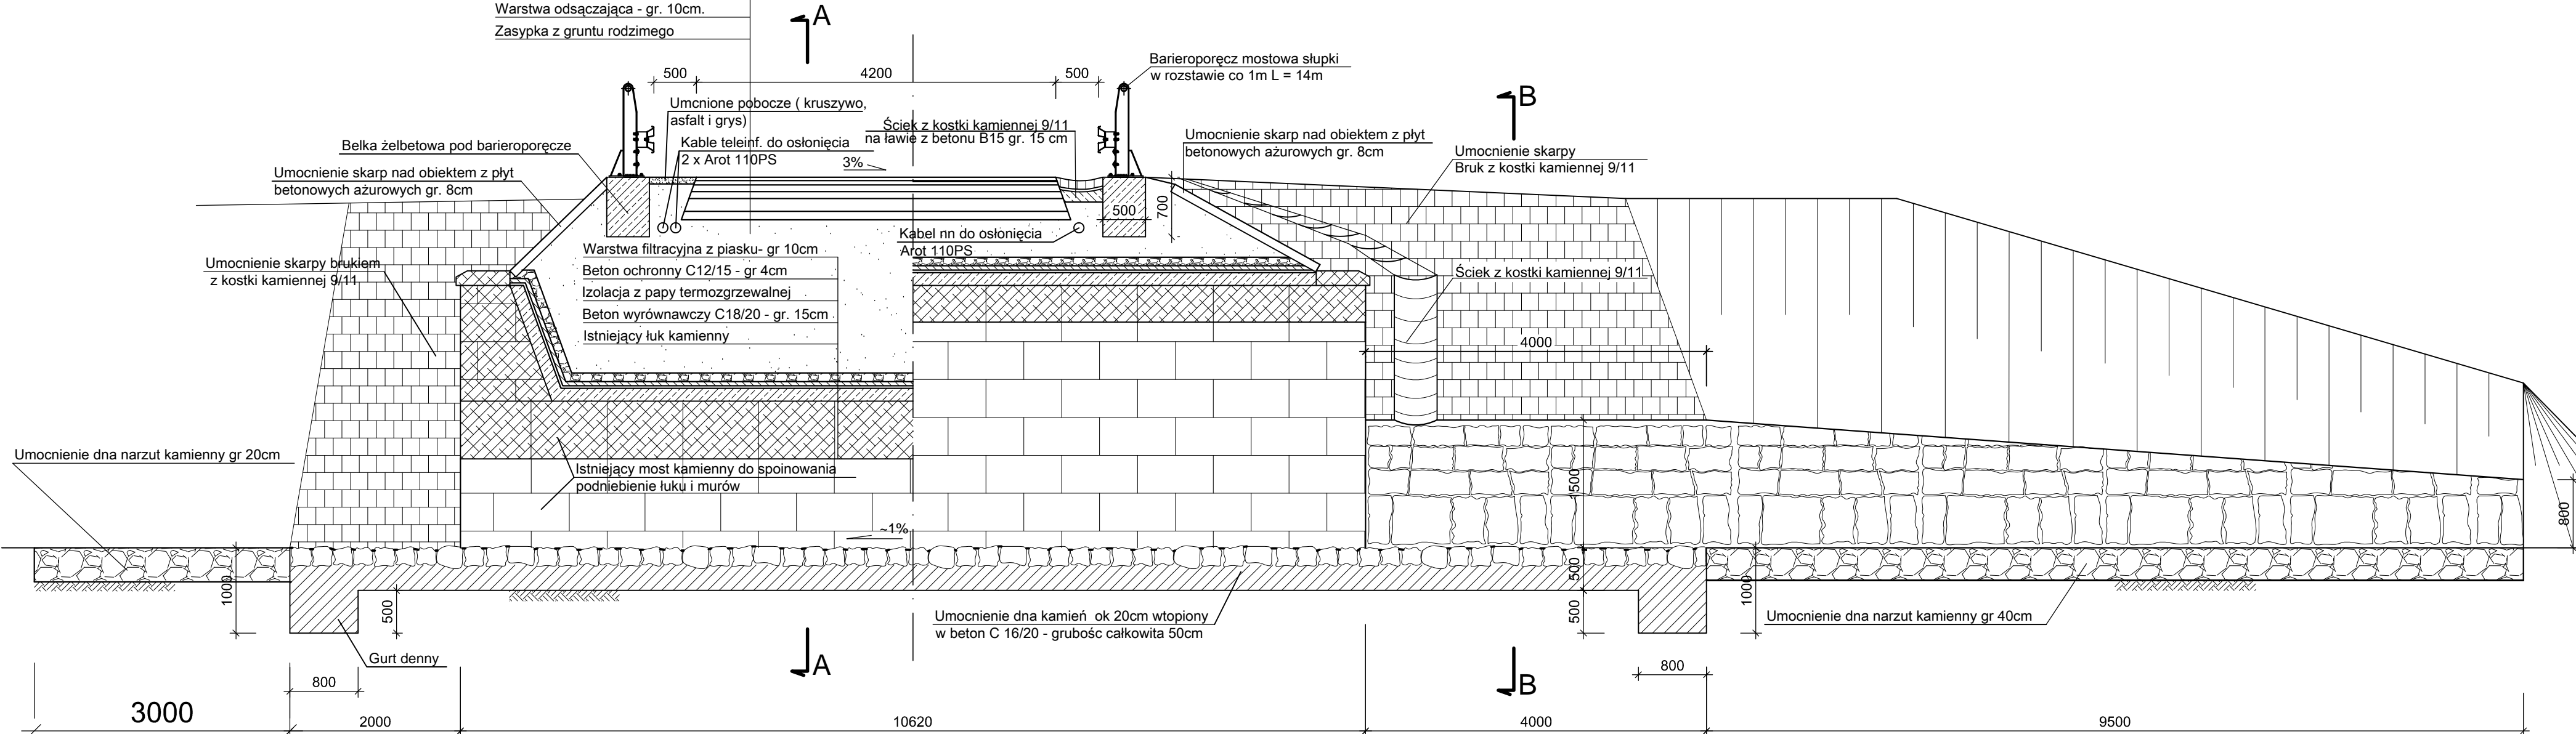 Warstwa odsączająca - gr. 10cm.
Zasypka z gruntu rodzimego
A
Barieroporęcz mostowa słupki
w rozstawie co 1m L = 14m
500
4200
500
B
Umcnione pobocze ( kruszywo,
asfalt i grys)
Ściek z kostki kamiennej 9/11
na ławie z betonu B15 gr. 15 cm
Kable teleinf. do osłonięcia
2 x Arot 110PS
3%
Belka żelbetowa pod barieroporęcze
Umocnienie skarp nad obiektem z płyt
betonowych ażurowych gr. 8cm
Umocnienie skarp nad obiektem z płyt
betonowych ażurowych gr. 8cm
Umocnienie skarpy
Bruk z kostki kamiennej 9/11
500
700
Kabel nn do osłonięcia
Arot 110PS
Umocnienie skarpy brukiem
z kostki kamiennej 9/11
Warstwa filtracyjna z piasku- gr 10cm
Beton ochronny C12/15 - gr 4cm
Izolacja z papy termozgrzewalnej
Beton wyrównawczy C18/20 - gr. 15cm
Istniejący łuk kamienny
Ściek z kostki kamiennej 9/11
4000
Umocnienie dna narzut kamienny gr 20cm
Istniejący most kamienny do spoinowania
podniebienie łuku i murów
~1%
1500
800
1000
500
500
500
1000
Umocnienie dna kamień ok 20cm wtopiony
w beton C 16/20 - grubośc całkowita 50cm
Umocnienie dna narzut kamienny gr 40cm
Gurt denny
A
B
800
800
3000
2000
10620
4000
9500